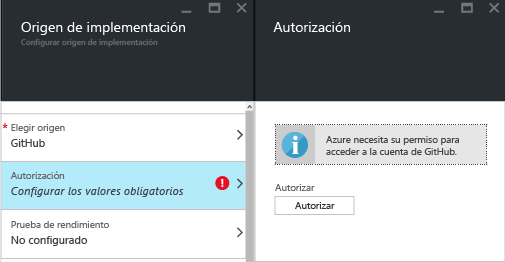 Origen de implementación
Configurar origen de implementación
* Elegir origen
GitHub
Autorización
Configurar los valores obligatorios
Prueba de rendimiento
No configurado
Autorización
Azure necesita su permiso para
acceder a la cuenta de GitHub.
Autorizar
Autorizar